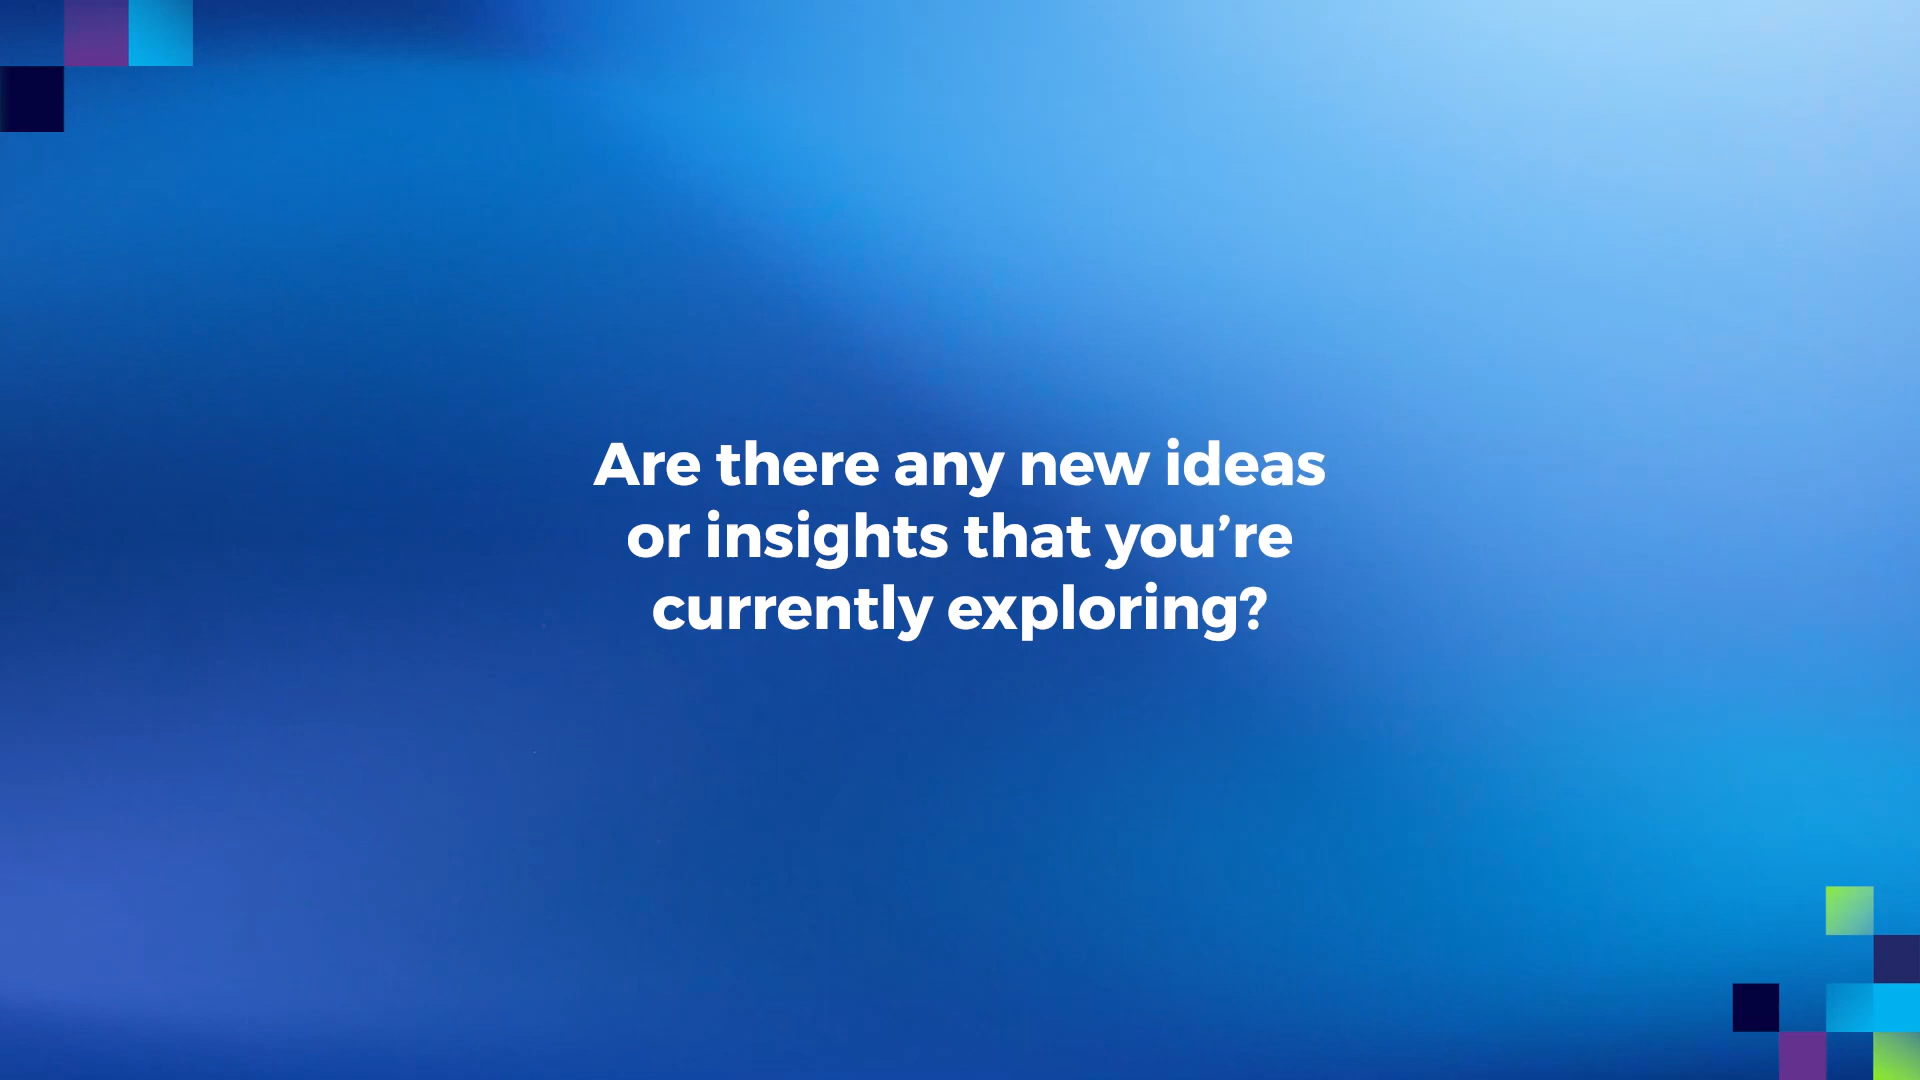 Are there any new ideas
or insights that you’re
currently exploring?